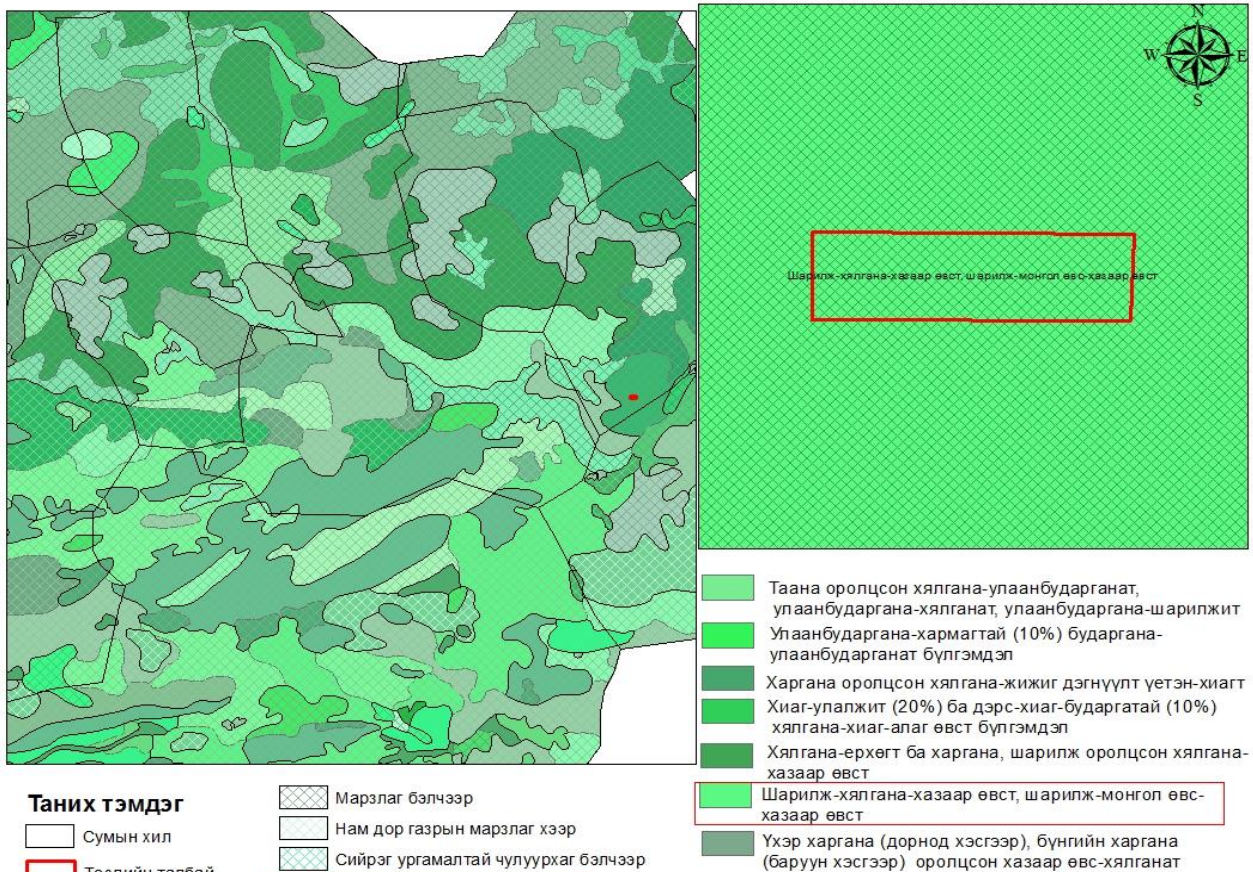 N
W
E
S
Шарилж-хялгана-хазаар өвст, шарилж-монгол өвс-хазаар өвст
Таана оролцсон хялгана-улаанбударганат,
улаанбударгана-хялганат, улаанбударгана-шарилжит
Улаанбударгана-хармагтай (10%) бударгана-
улаанбударганат бүлгэмдэл
Харгана оролцсон хялгана-жижиг дэгнүүлт үетэн-хиагт
Хиаг-улалжит (20%) ба дэрс-хиаг-бударгатай (10%)
хялгана-хиаг-алаг өвст бүлгэмдэл
Хялгана-ерхөгт ба харгана, шарилж оролцсон хялгана-
хазаар өвст
Шарилж-хялгана-хазаар өвст, шарилж-монгол өвс-
хазаар өвст
Үхэр харгана (дорнод хэсгээр), бүнгийн харгана
(баруун хэсгээр) оролцсон хазаар өвс-хялганат
Таних тэмдэг
Сумын хил
Төслийн талбай
Марзлаг бэлчээр
Нам дор газрын марзлаг хээр
Сийрэг ургамалтай чулуурхаг бэлчээр